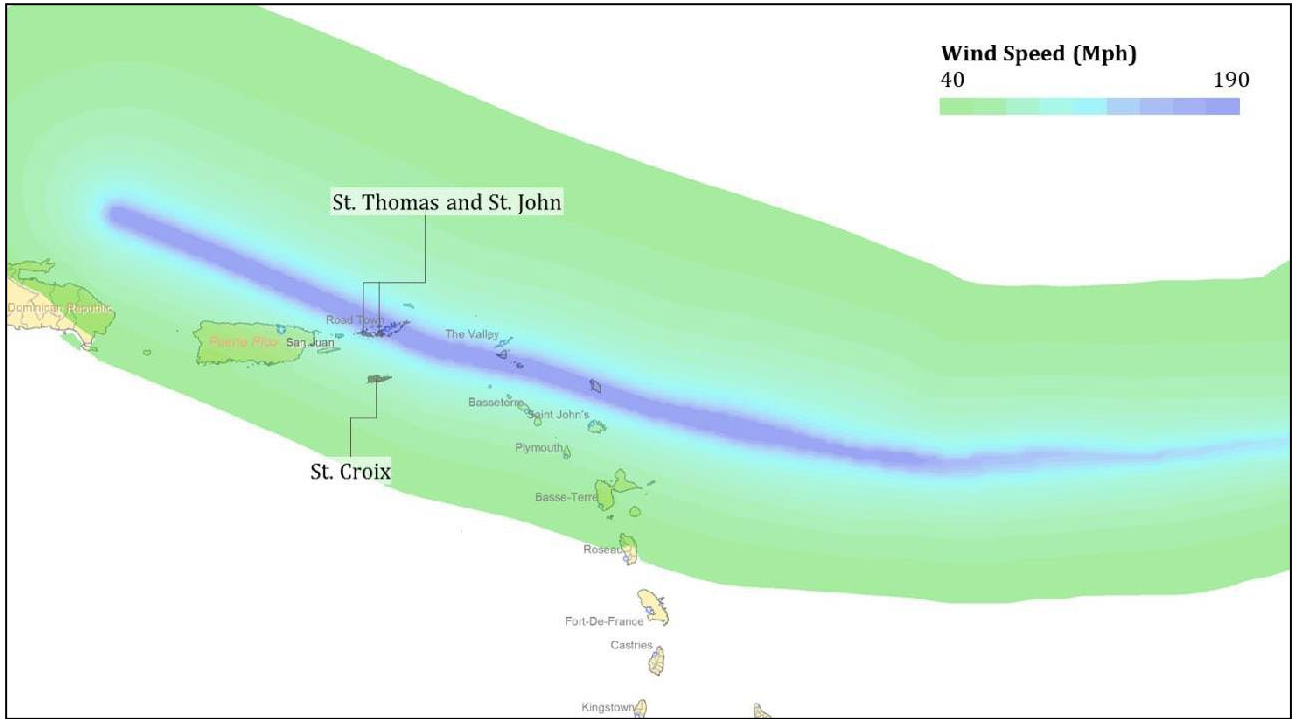 Wind Speed (Mph)
40 190
St. Thomas and St. John
Dominican Republic
Road Town
Puerto Rico San Juan
The Valley
Basseterre
Saint John's
Plymouth
St. Croix
Basse-Terre
Roseau
Fort-De-France
Castries
Kingstown